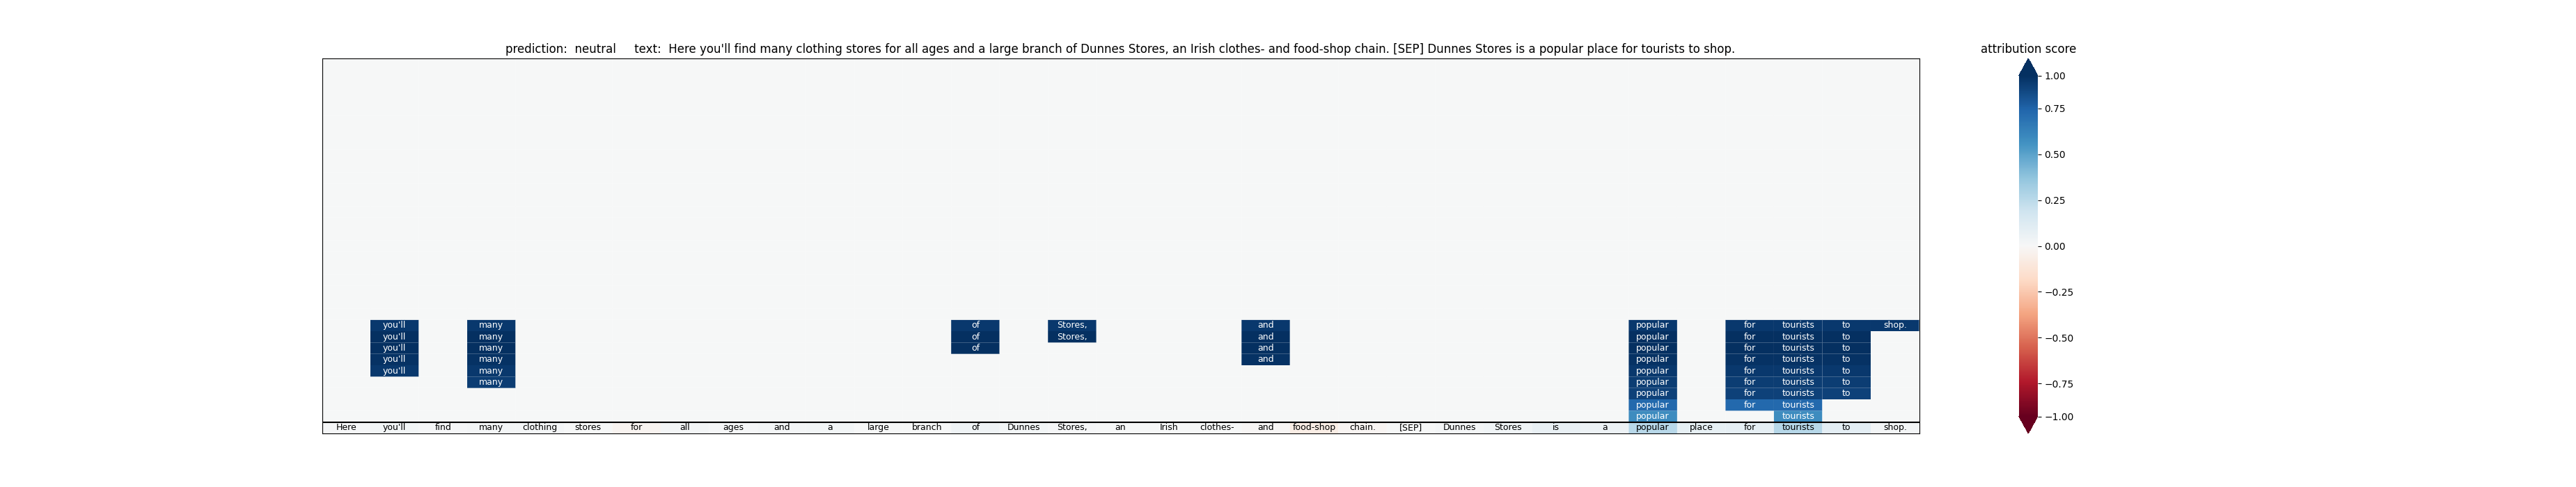 prediction:  neutral     text:  Here you'll find many clothing stores for all ages and a large branch of Dunnes Stores, an Irish clothes- and food-shop chain. [SEP] Dunnes Stores is a popular place for tourists to shop.
attribution score
1.00
0.75
0.50
0.25
0.00
−0.25
−0.50
−0.75
−1.00
you'll many of Stores, and popular for tourists to shop.
you'll many of Stores, and popular for tourists to
you'll many of and popular for tourists to
you'll many and popular for tourists to
you'll many popular for tourists to
many popular for tourists to
popular for tourists to
popular for tourists
popular tourists
Here you'll find many clothing stores for all ages and a large branch of Dunnes Stores, an Irish clothes- and food-shop chain. [SEP] Dunnes Stores is a popular place for tourists to shop.